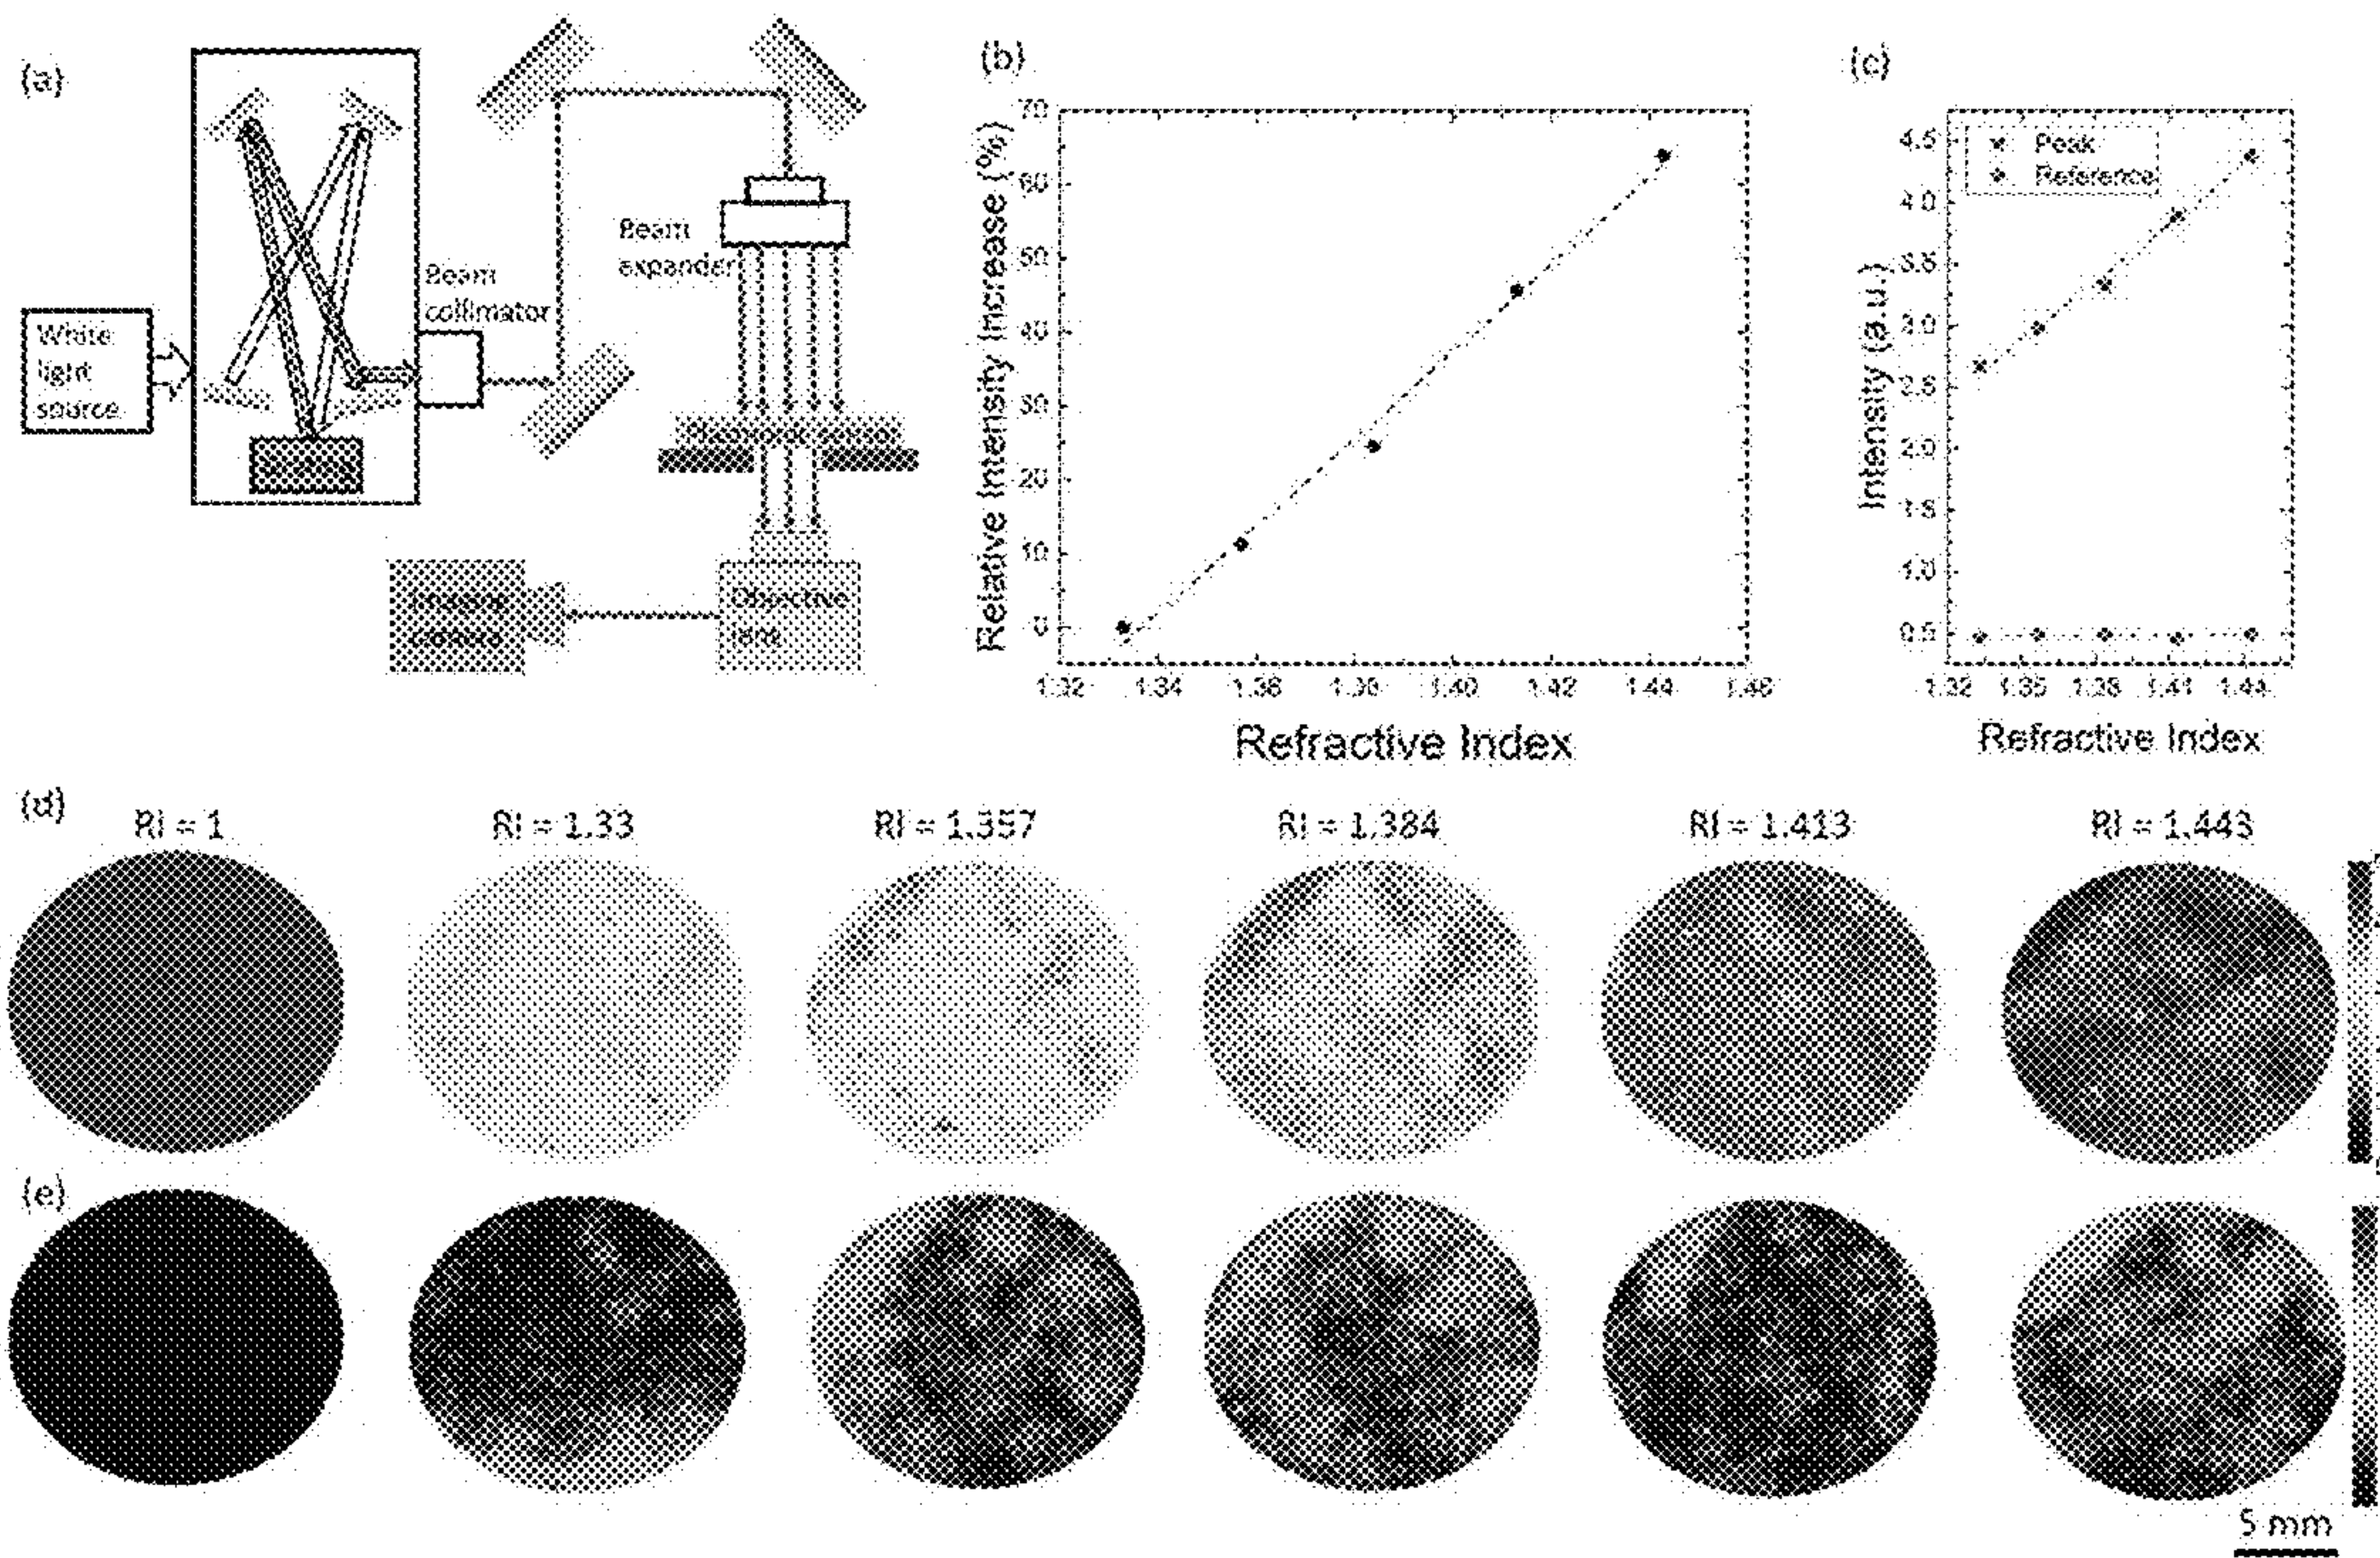 (a)
White
light
source
Beam
collimator
Beam
expander
Objective
lens
(b)
Relative Intensity Increase (%)
70
60
50
40
30
20
10
0
1.32 1.34 1.36 1.38 1.40 1.42 1.44 1.46
Refractive Index
(c)
Peak
Reference
Intensity (a.u.)
4.5
4.0
3.5
3.0
2.5
2.0
1.5
1.0
0.5
1.32 1.35 1.38 1.41 1.44
Refractive Index
(d)
RI = 1 RI = 1.33 RI = 1.357 RI = 1.384 RI = 1.413 RI = 1.443
(e)
5 mm